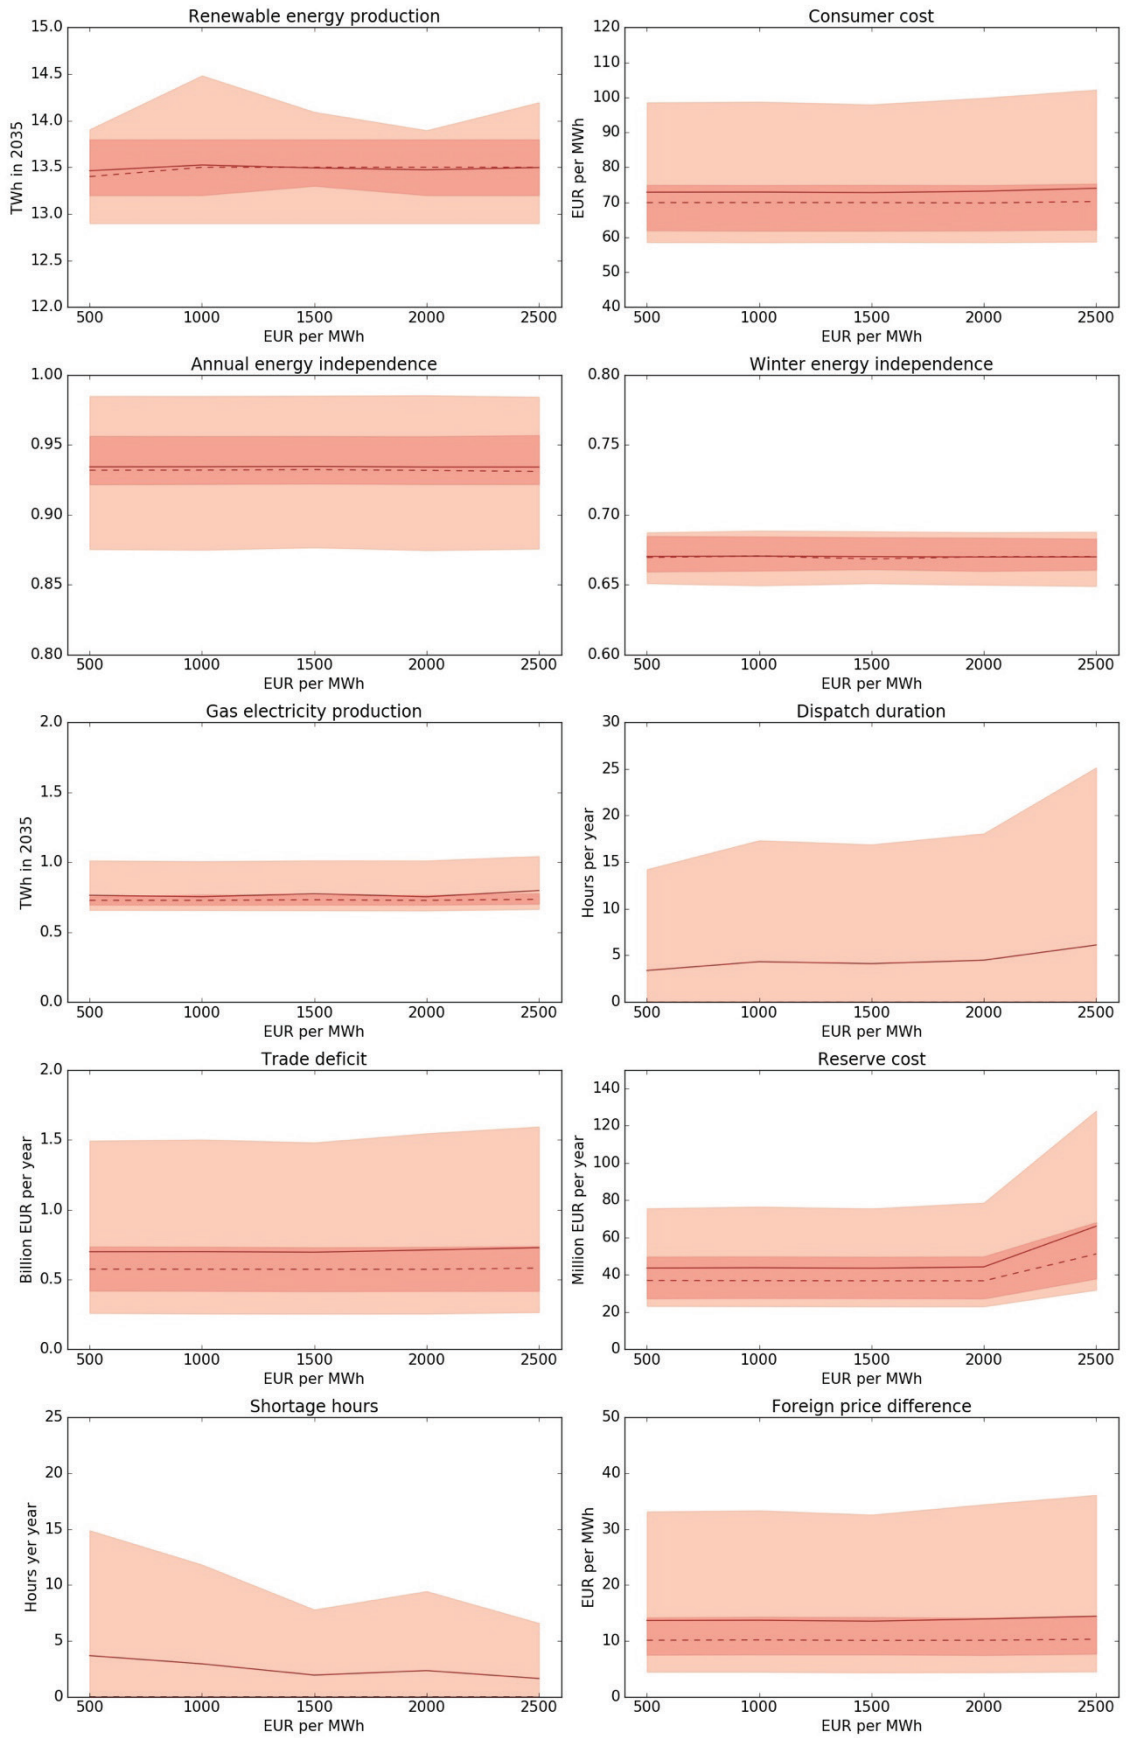 Renewable energy production
15.0
14.5
14.0
13.5
13.0
12.5
12.0
TWh in 2035
500 1000 1500 2000 2500
EUR per MWh
Consumer cost
120
110
100
90
80
70
60
50
40
EUR per MWh
500 1000 1500 2000 2500
EUR per MWh
Annual energy independence
1.00
0.95
0.90
0.85
0.80
500 1000 1500 2000 2500
EUR per MWh
Winter energy independence
0.80
0.75
0.70
0.65
0.60
500 1000 1500 2000 2500
EUR per MWh
Gas electricity production
2.0
1.5
1.0
0.5
0.0
TWh in 2035
500 1000 1500 2000 2500
EUR per MWh
Dispatch duration
30
25
20
15
10
5
0
Hours per year
500 1000 1500 2000 2500
EUR per MWh
Trade deficit
2.0
1.5
1.0
0.5
0.0
Billion EUR per year
500 1000 1500 2000 2500
EUR per MWh
Reserve cost
140
120
100
80
60
40
20
0
Million EUR per year
500 1000 1500 2000 2500
EUR per MWh
Shortage hours
25
20
15
10
5
0
Hours yer year
500 1000 1500 2000 2500
EUR per MWh
Foreign price difference
50
40
30
20
10
0
EUR per MWh
500 1000 1500 2000 2500
EUR per MWh